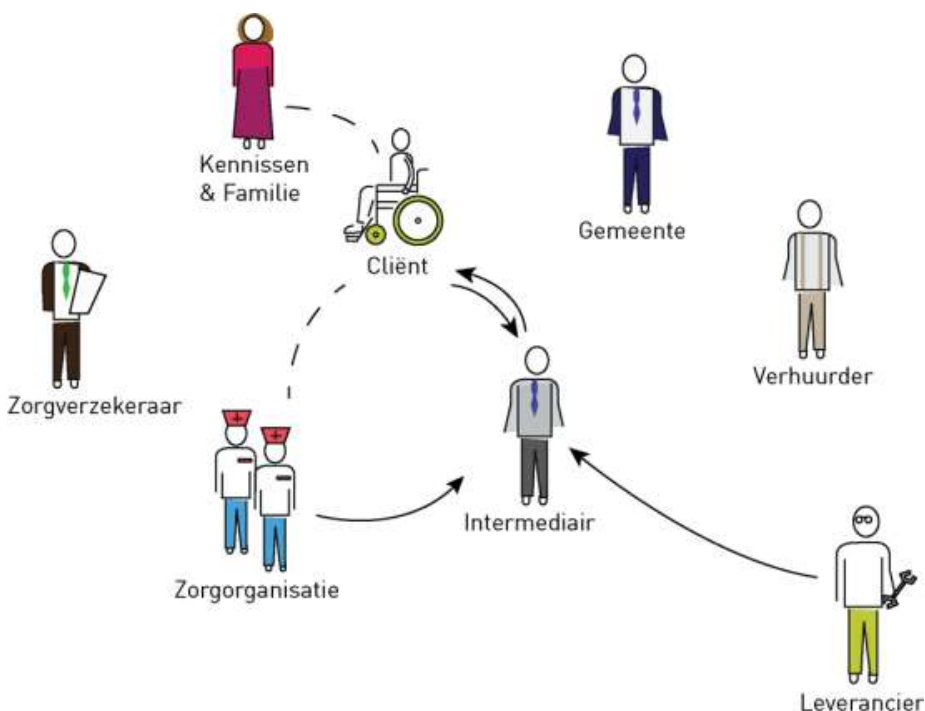 Kennissen
& Familie
Cliënt
Gemeente
Verhuurder
Zorgverzekeraar
Intermediair
Zorgorganisatie
Leverancier